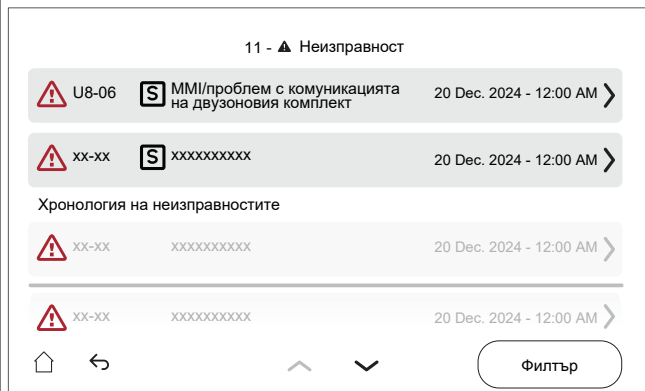 11 - Неизправност
U8-06 S MMI/проблем с комуникацията 20 Dec. 2024 - 12:00 AM
на двузоновия комплект
xx-xx S xxxxxxxxxx 20 Dec. 2024 - 12:00 AM
Хронология на неизправностите
xx-xx xxxxxxxxxx 20 Dec. 2024 - 12:00 AM
xx-xx xxxxxxxxxx 20 Dec. 2024 - 12:00 AM
Филтър